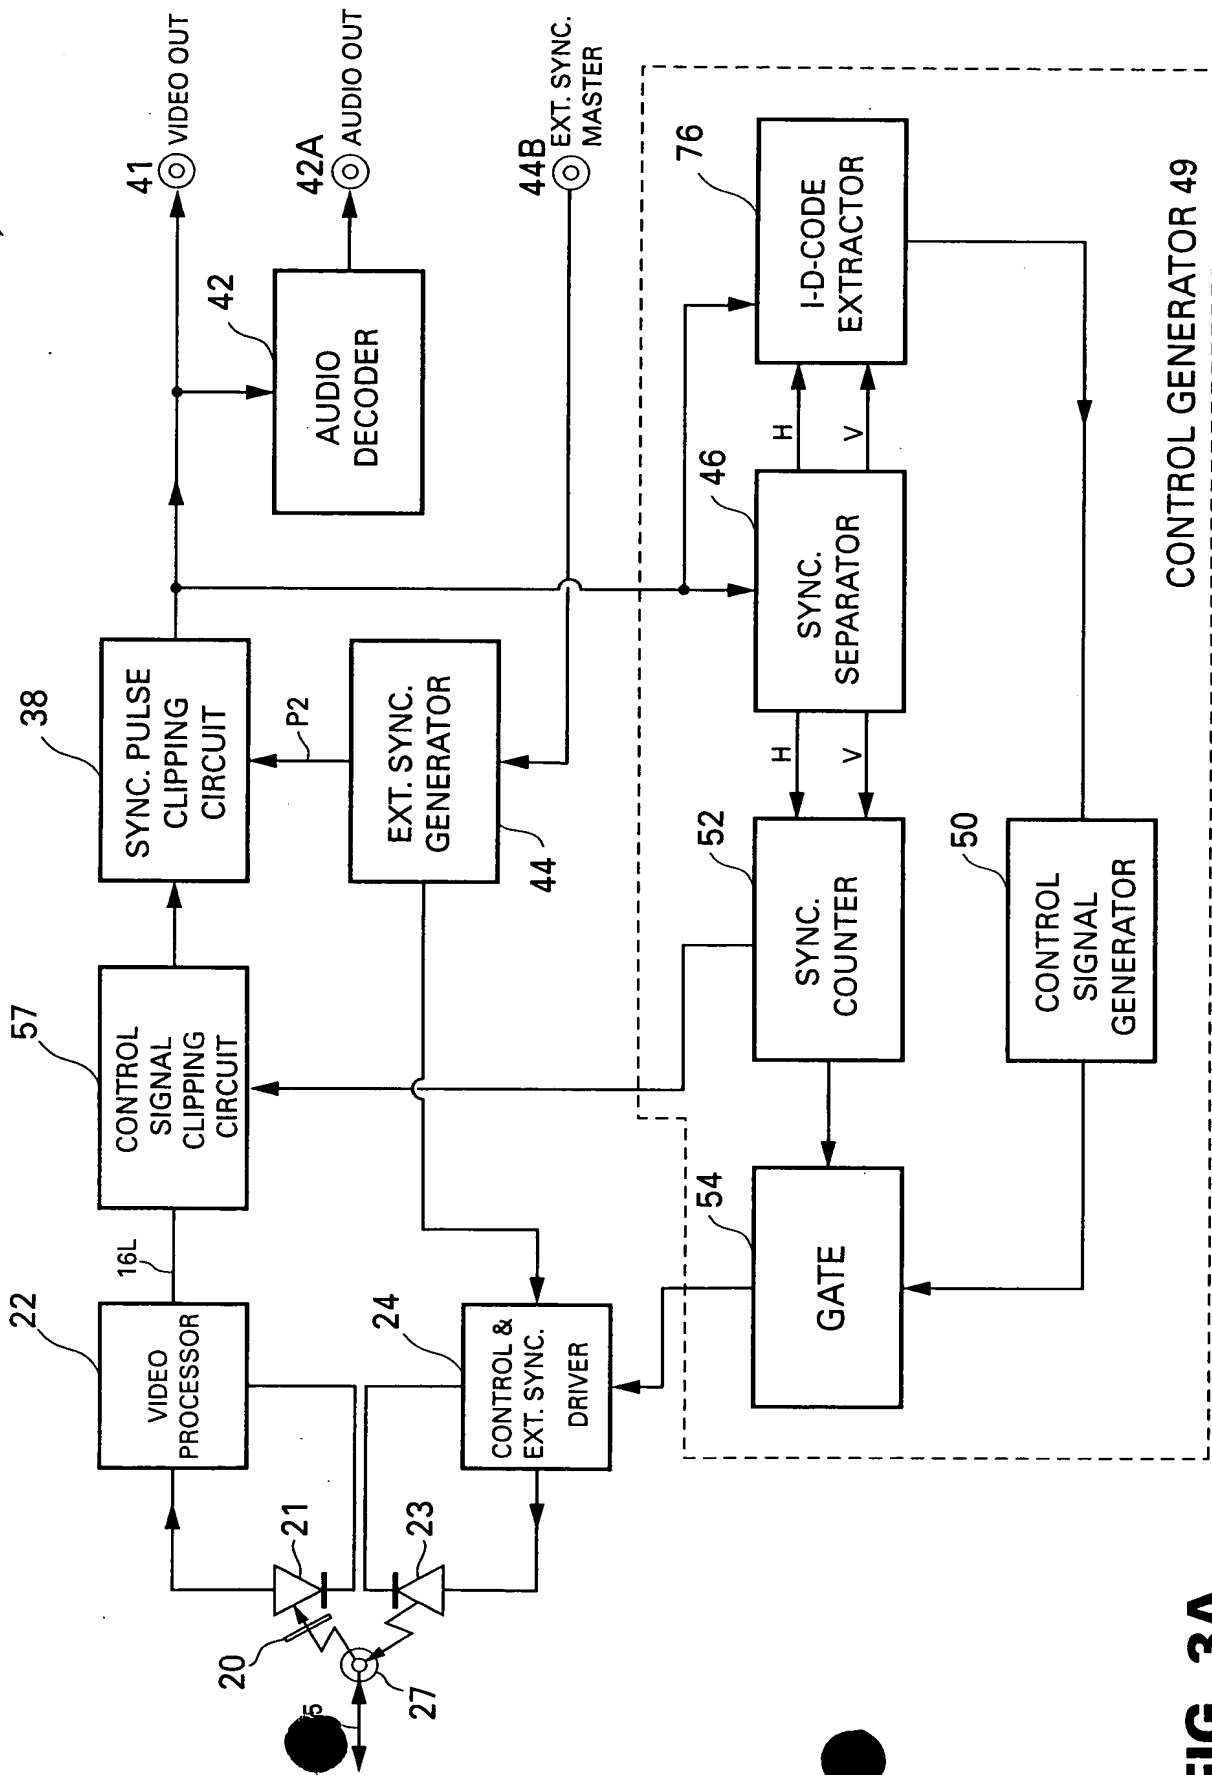 41
VIDEO OUT
42A
AUDIO OUT
44B
EXT. SYNC.
MASTER
42
AUDIO
DECODER
38
SYNC. PULSE
CLIPPING
CIRCUIT
P2
EXT. SYNC.
GENERATOR
44
57
CONTROL
SIGNAL
CLIPPING
CIRCUIT
16L
22
VIDEO
PROCESSOR
24
CONTROL &
EXT. SYNC.
DRIVER
21
23
20
27
76
I-D-CODE
EXTRACTOR
H
V
46
SYNC.
SEPARATOR
H
V
52
SYNC.
COUNTER
54
GATE
50
CONTROL
SIGNAL
GENERATOR
CONTROL GENERATOR 49
FIG. 3A